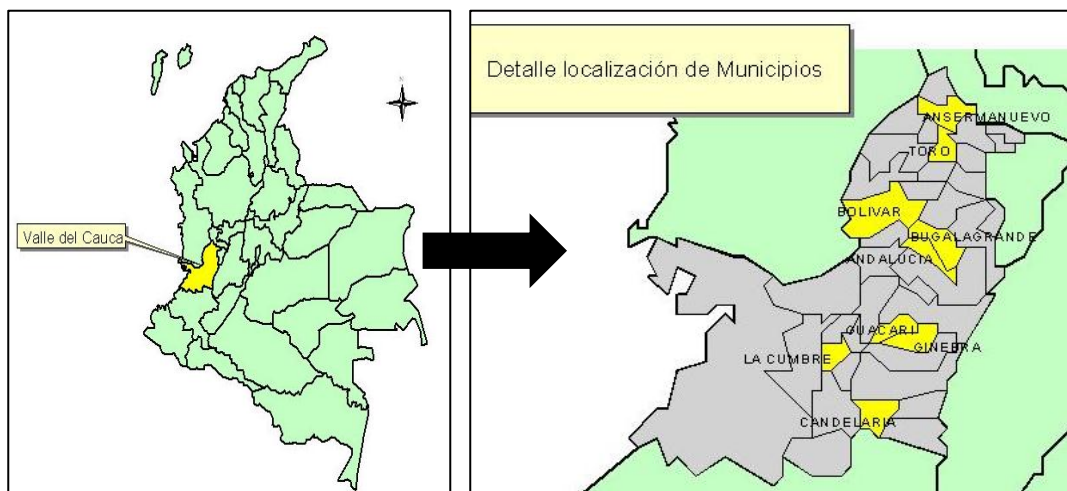 Valle del Cauca
Detalle localización de Municipios
ANSERMANUEVO
TORO
BOLIVAR
BUGALAGRANDE
ANDALUCIA
GUACARI
GINEBRA
LA CUMBRE
CANDELARIA